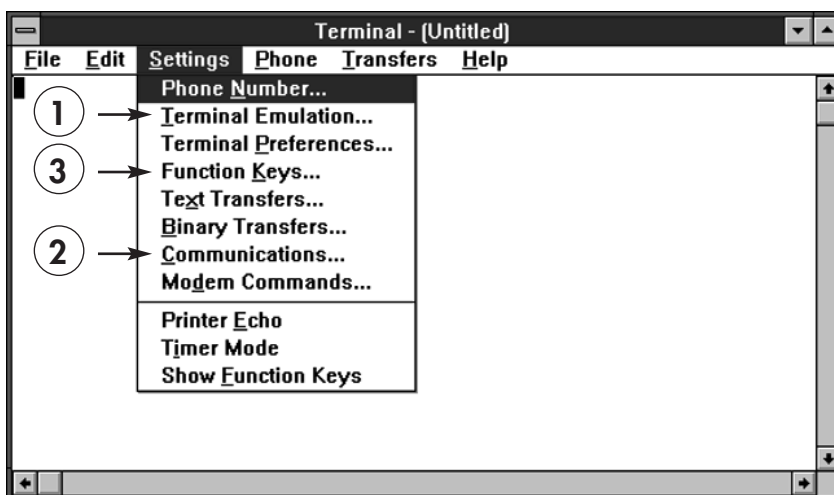 Terminal - (Untitled)
File Edit Settings Phone Transfers Help
Phone Number...
1 Terminal Emulation...
Terminal Preferences...
3 Function Keys...
Text Transfers...
Binary Transfers...
2 Communications...
Modem Commands...
Printer Echo
Timer Mode
Show Function Keys